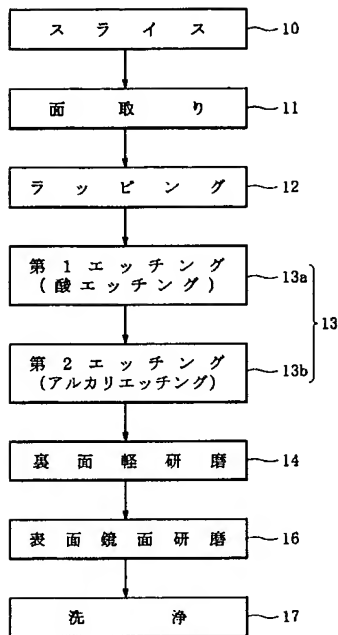 スライス 10
面取り 11
ラッピング 12
第1エッチング
(酸エッチング) 13a
13
第2エッチング
(アルカリエッチング) 13b
裏面軽研磨 14
表面鏡面研磨 16
洗浄 17